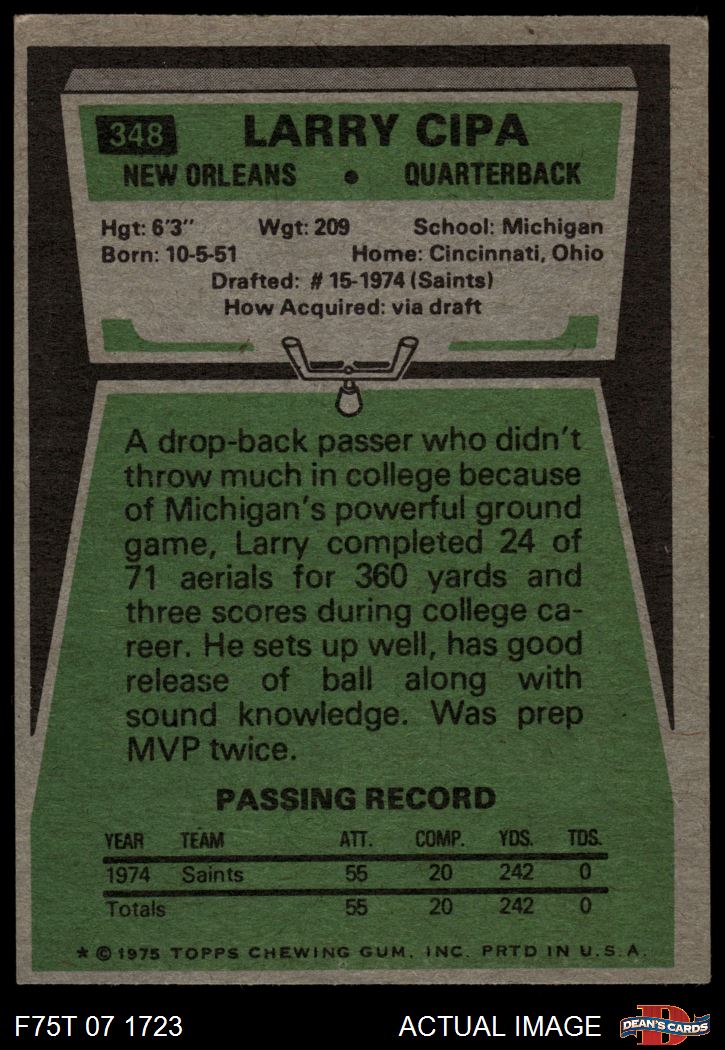 348 LARRY CIPA
NEW ORLEANS • QUARTERBACK
Hgt: 6'3" Wgt: 209 School: Michigan
Born: 10-5-51 Home: Cincinnati, Ohio
Drafted: # 15-1974 (Saints)
How Acquired: via draft
A drop-back passer who didn't
throw much in college because
of Michigan's powerful ground
game, Larry completed 24 of
71 aerials for 360 yards and
three scores during college ca-
reer. He sets up well, has good
release of ball along with
sound knowledge. Was prep
MVP twice.
PASSING RECORD
YEAR TEAM ATT. COMP. YDS. TDS.
1974 Saints 55 20 242 0
Totals 55 20 242 0
* © 1975 TOPPS CHEWING GUM, INC. PRTD IN U.S.A.
F75T 07 1723 ACTUAL IMAGE D DEAN'S CARDS